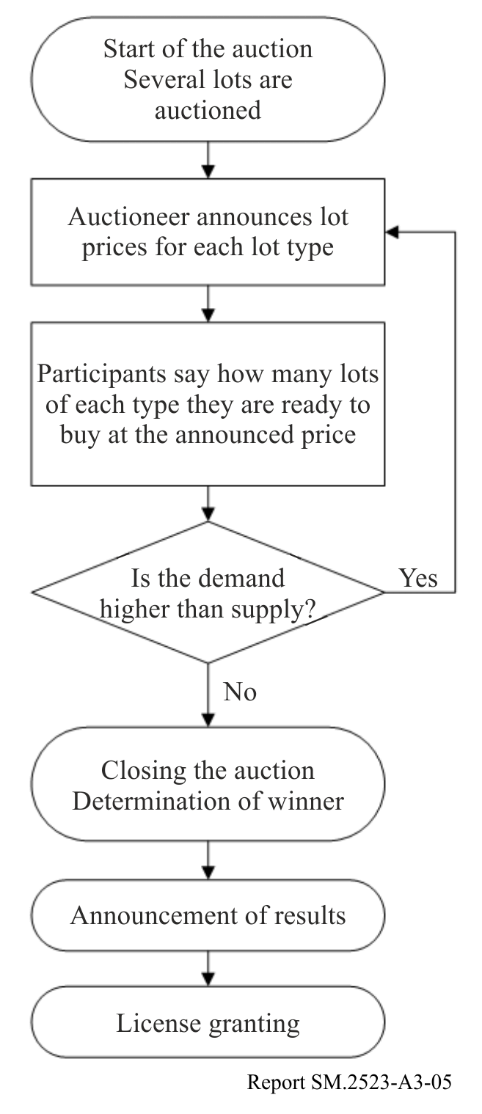 Start of the auction
Several lots are
auctioned
Auctioneer announces lot
prices for each lot type
Participants say how many lots
of each type they are ready to
buy at the announced price
Is the demand
higher than supply?
Yes
No
Closing the auction
Determination of winner
Announcement of results
License granting
Report SM.2523-A3-05